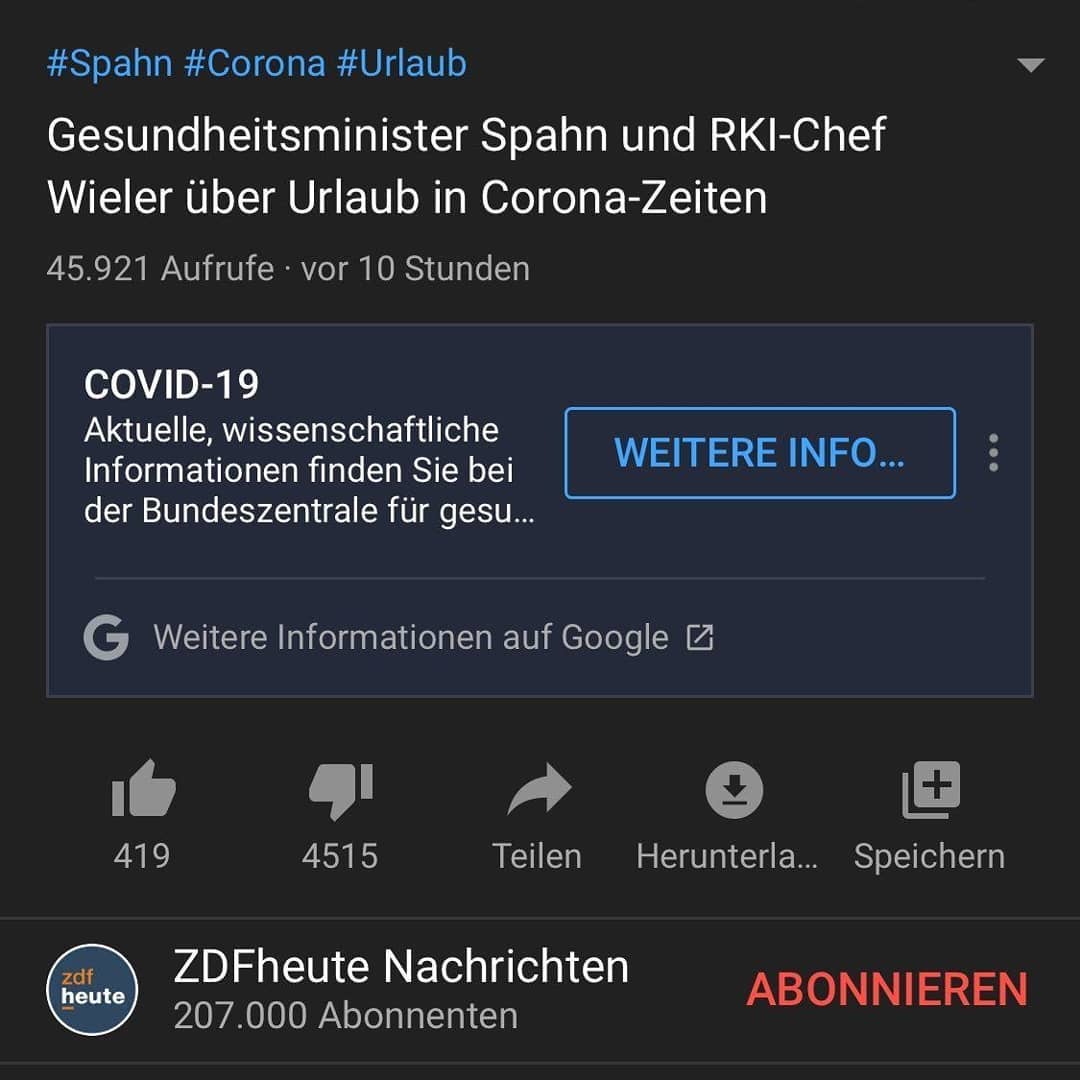 #Spahn #Corona #Urlaub
Gesundheitsminister Spahn und RKI-Chef
Wieler über Urlaub in Corona-Zeiten
45.921 Aufrufe · vor 10 Stunden
COVID-19
Aktuelle, wissenschaftliche
Informationen finden Sie bei
der Bundeszentrale für gesu...
WEITERE INFO...
G Weitere Informationen auf Google
419
4515
Teilen
Herunterla...
Speichern
zdf
heute
ZDFheute Nachrichten
207.000 Abonnenten
ABONNIEREN